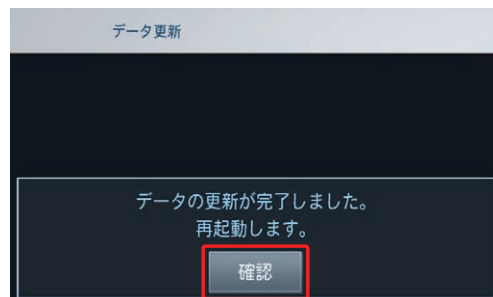 データ更新
データの更新が完了しました。
再起動します。
確認